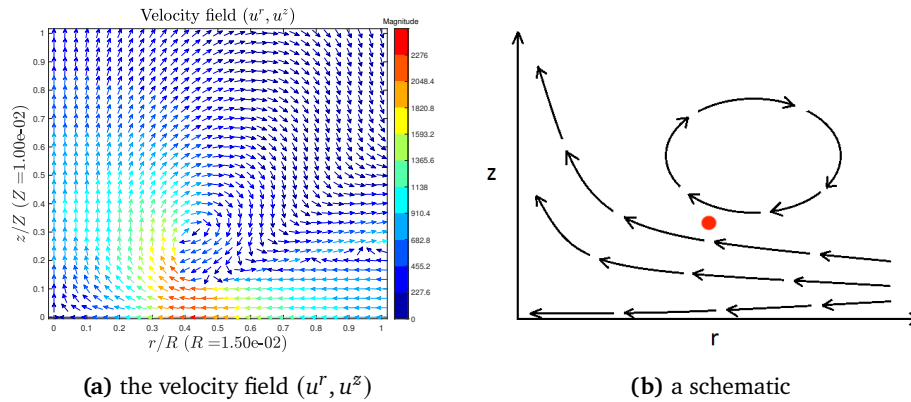 Velocity field (u^r, u^z)
Magnitude
2276
2048.4
1820.8
1593.2
1365.6
1138
910.4
682.8
455.2
227.6
0
1
0.9
0.8
0.7
0.6
0.5
0.4
0.3
0.2
0.1
0
z/Z (Z = 1.00e-02)
0 0.1 0.2 0.3 0.4 0.5 0.6 0.7 0.8 0.9 1
r/R (R = 1.50e-02)
(a) the velocity field (u^r, u^z)
z
r
(b) a schematic